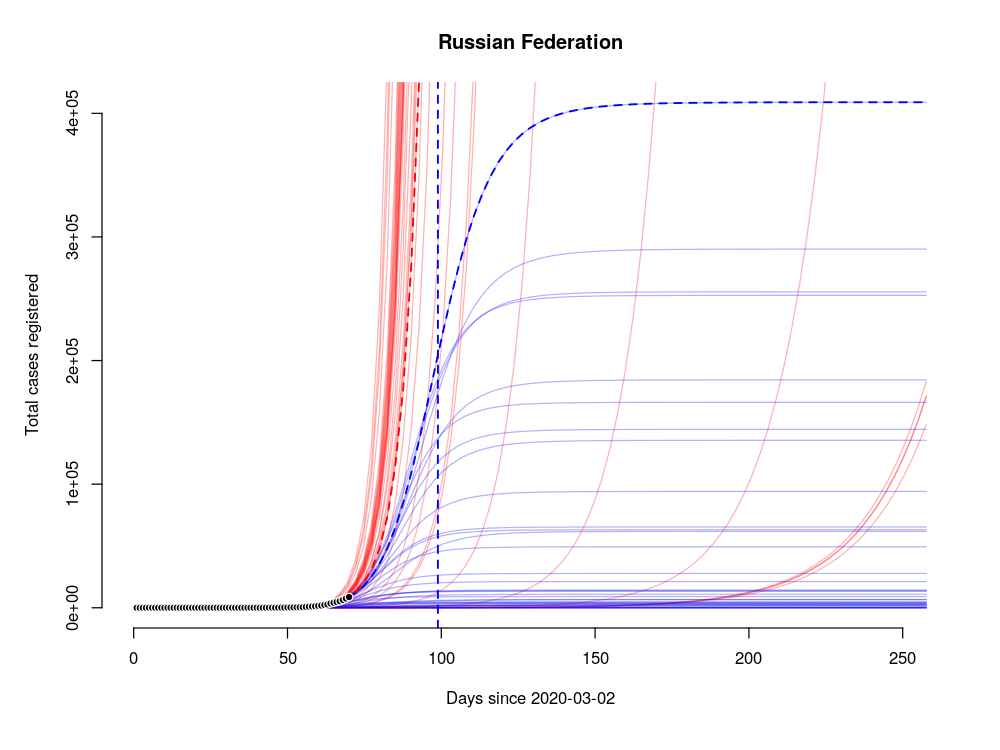 Russian Federation
Total cases registered
4e+05
3e+05
2e+05
1e+05
0e+00
0 50 100 150 200 250
Days since 2020-03-02